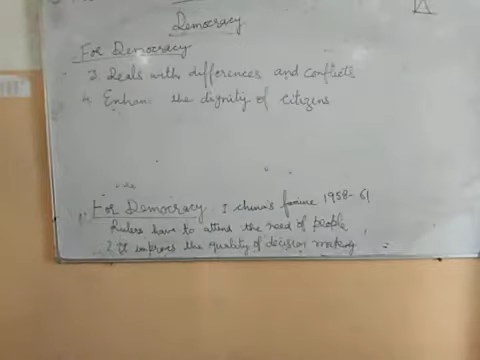 Democracy
For Democracy
3. Deals with differences and conflicts
4. Enhan the dignity of citizens
For Democracy 1 china's famine 1958-61
Rulers have to attend the need of people
2 It improves the quality of decision making